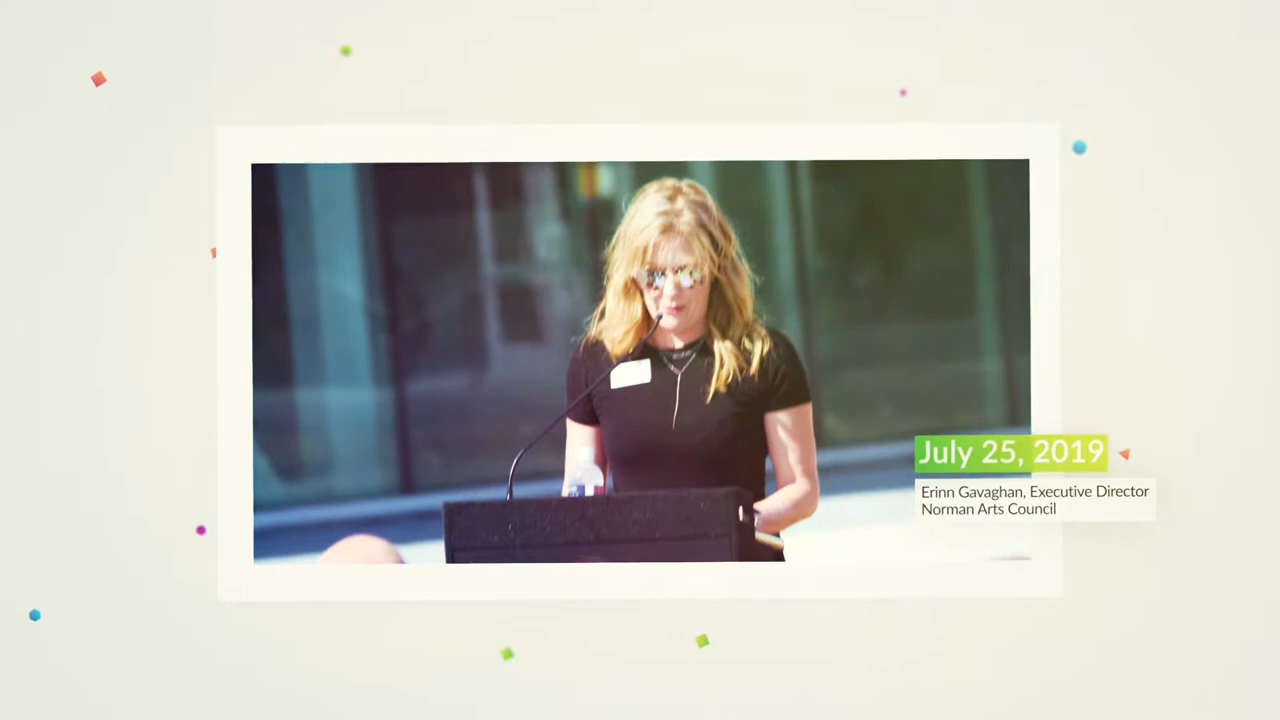 July 25, 2019
Erinn Gavaghan, Executive Director
Norman Arts Council